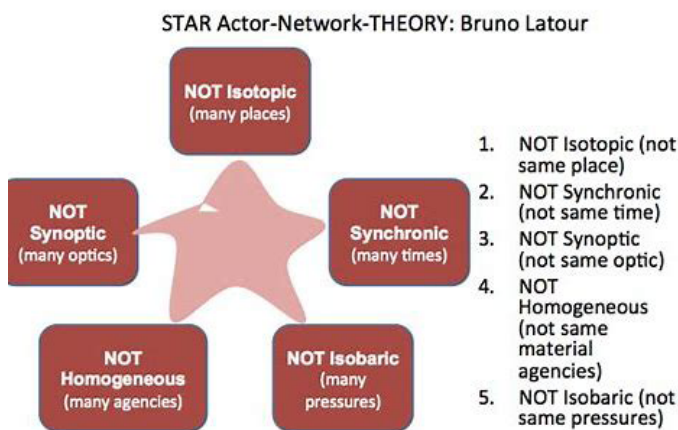 STAR Actor-Network-THEORY: Bruno Latour
NOT Isotopic
(many places)
NOT
Synoptic
(many optics)
NOT
Synchronic
(many times)
NOT
Homogeneous
(many agencies)
NOT Isobaric
(many
pressures)
1. NOT Isotopic (not
same place)
2. NOT Synchronic
(not same time)
3. NOT Synoptic
(not same optic)
4. NOT
Homogeneous
(not same
material
agencies)
5. NOT Isobaric (not
same pressures)